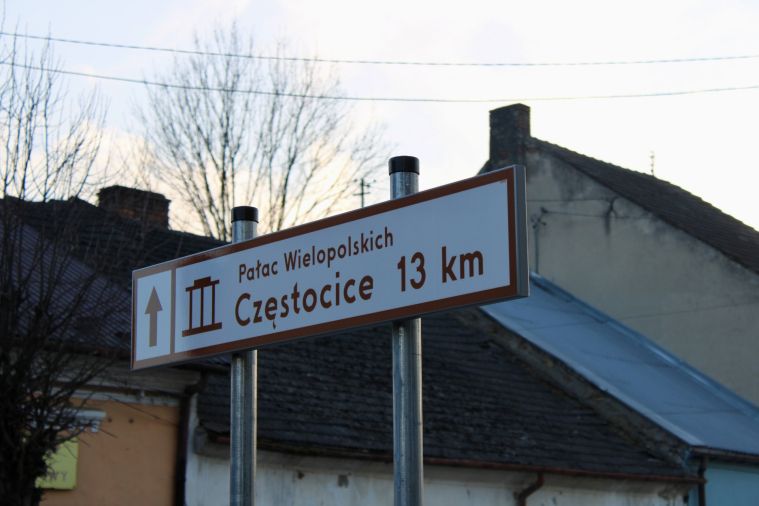 Pałac Wielopolskich
Częstocice 13 km